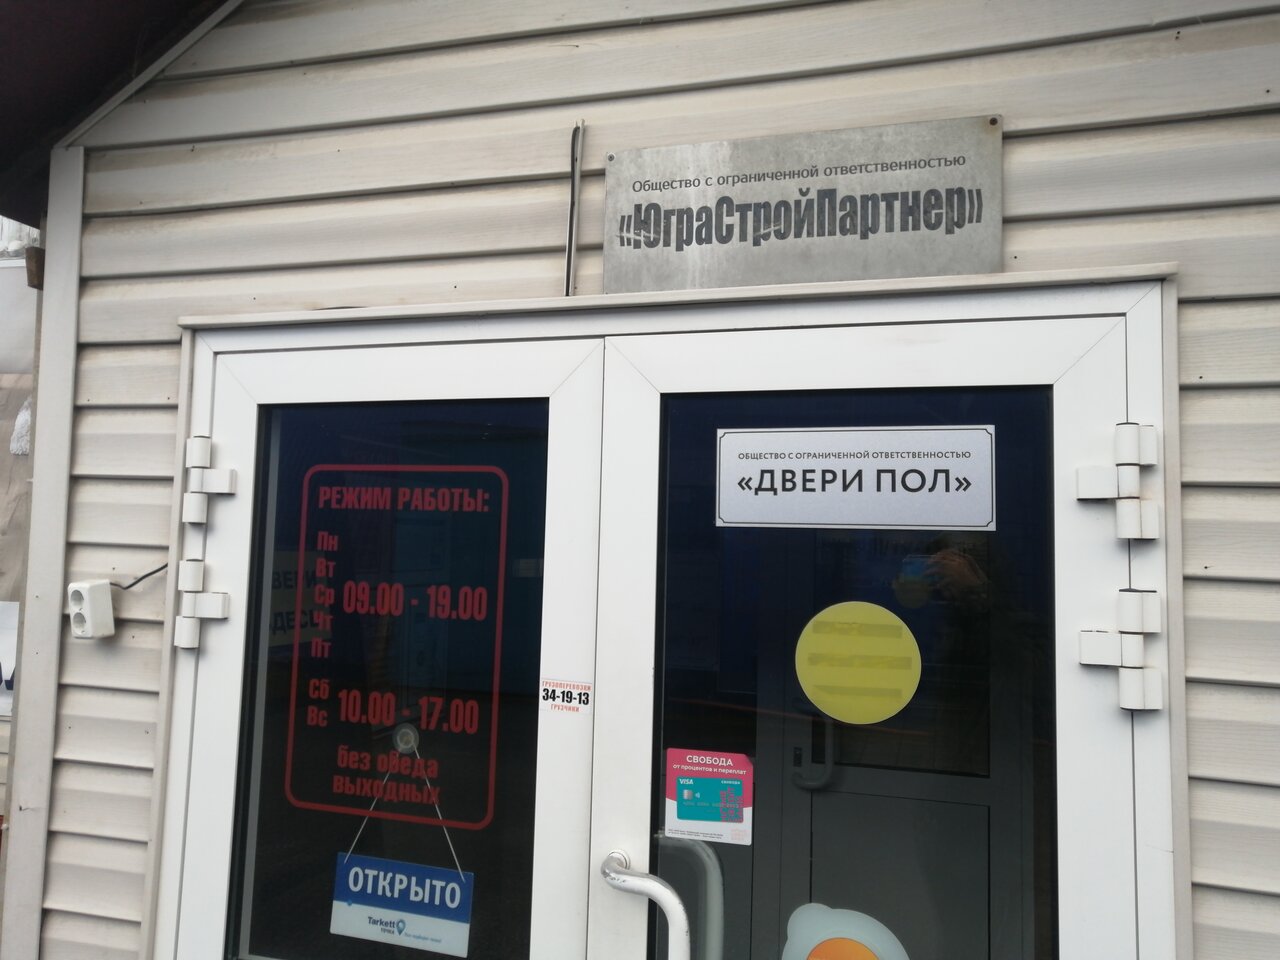 Общество с ограниченной ответственностью
«ЮграСтройПартнер»
ОБЩЕСТВО С ОГРАНИЧЕННОЙ ОТВЕТСТВЕННОСТЬЮ
«ДВЕРИ ПОЛ»
РЕЖИМ РАБОТЫ:
Пн
Вт
Ср 09.00 - 19.00
Чт
Пт
Сб 10.00 - 17.00
Вс
без обеда
выходных
ГРУЗОПЕРЕВОЗКИ
34-19-13
ГРУЗЧИКИ
СВОБОДА
от процентов и переплат
VISA
свобода
ОТКРЫТО
Tarkett
точка